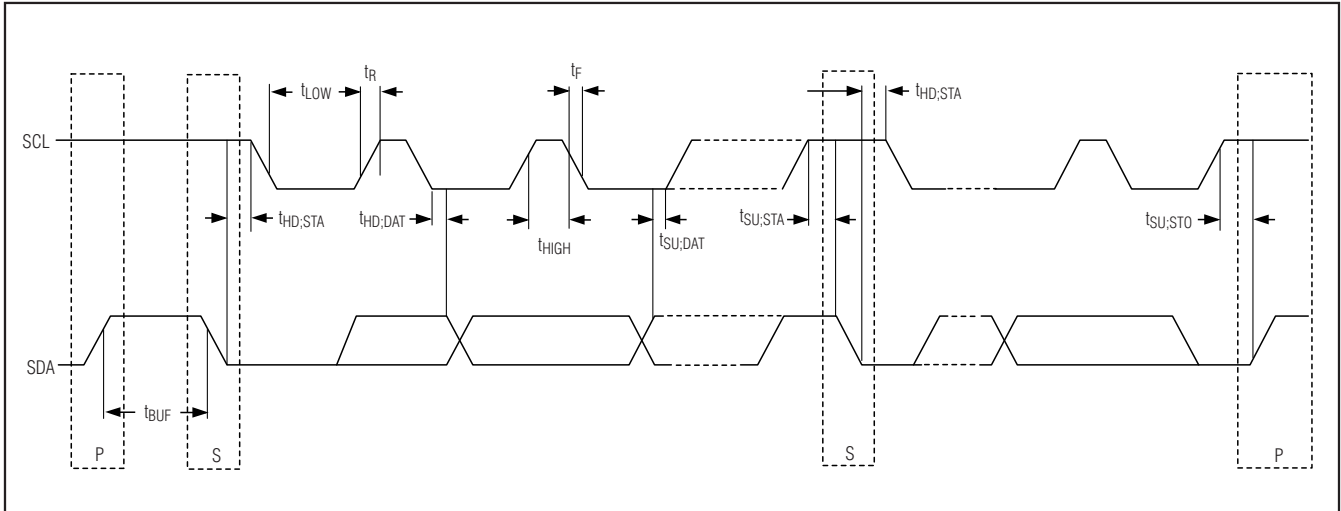 tR
tF
tLOW
tHD;STA
SCL
tHD;STA
tHD;DAT
tHIGH
tSU;DAT
tSU;STA
tSU;STO
SDA
tBUF
P
S
S
P